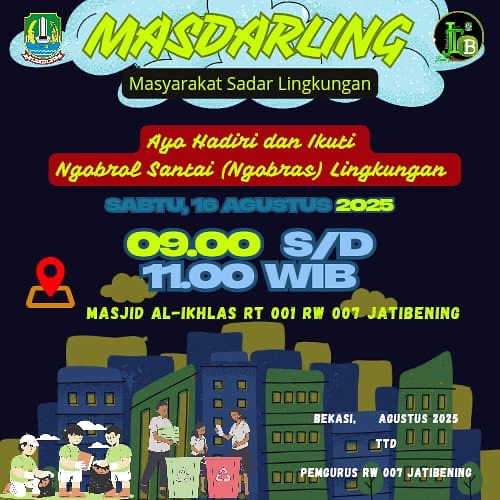 MASDARLING
Masyarakat Sadar Lingkungan
Ayo Hadiri dan Ikuti
Ngobrol Santai (Ngobras) Lingkungan
SABTU, 16 AGUSTUS 2025
09.00 S/D
11.00 WIB
MASJID AL-IKHLAS RT 001 RW 007 JATIBENING
BEKASI, AGUSTUS 2025
TTD
PEMGURUS RW 007 JATIBENING